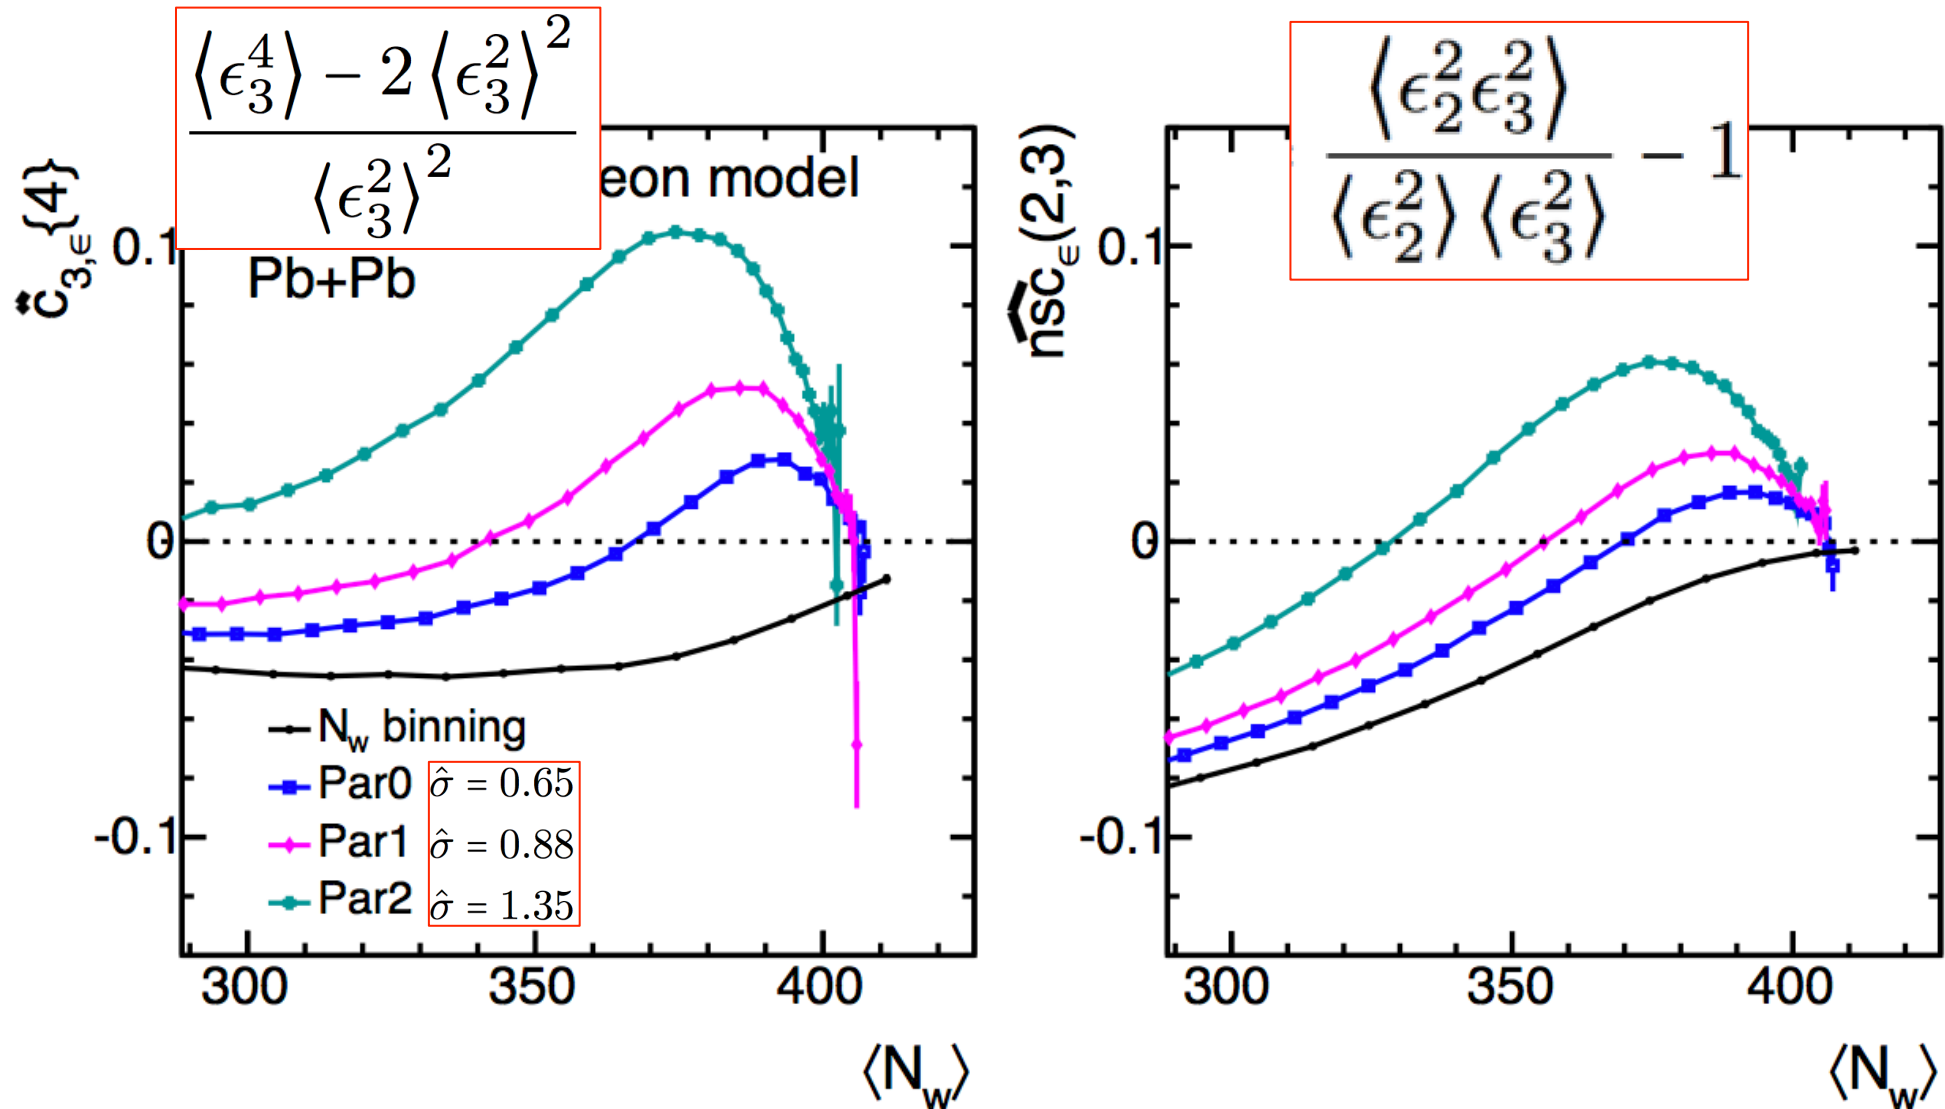 ⟨ϵ₃⁴⟩ − 2 ⟨ϵ₃²⟩²
⟨ϵ₃²⟩²
eon model
Pb+Pb
c₃,ϵ{4}
0.1
0
-0.1
N_w binning
Par0 σ̂ = 0.65
Par1 σ̂ = 0.88
Par2 σ̂ = 1.35
300 350 400
⟨N_w⟩
⟨ϵ₂²ϵ₃²⟩
⟨ϵ₂²⟩ ⟨ϵ₃²⟩
− 1
nsc_ϵ(2,3)
0.1
0
-0.1
300 350 400
⟨N_w⟩